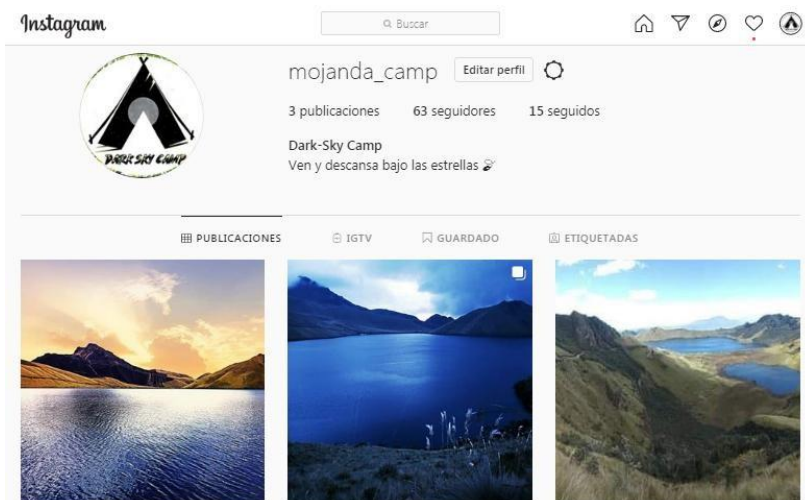 Instagram
Buscar
mojanda_camp Editar perfil
3 publicaciones 63 seguidores 15 seguidos
Dark-Sky Camp
Ven y descansa bajo las estrellas
DARK SKY CAMP
PUBLICACIONES IGTV GUARDADO ETIQUETADAS